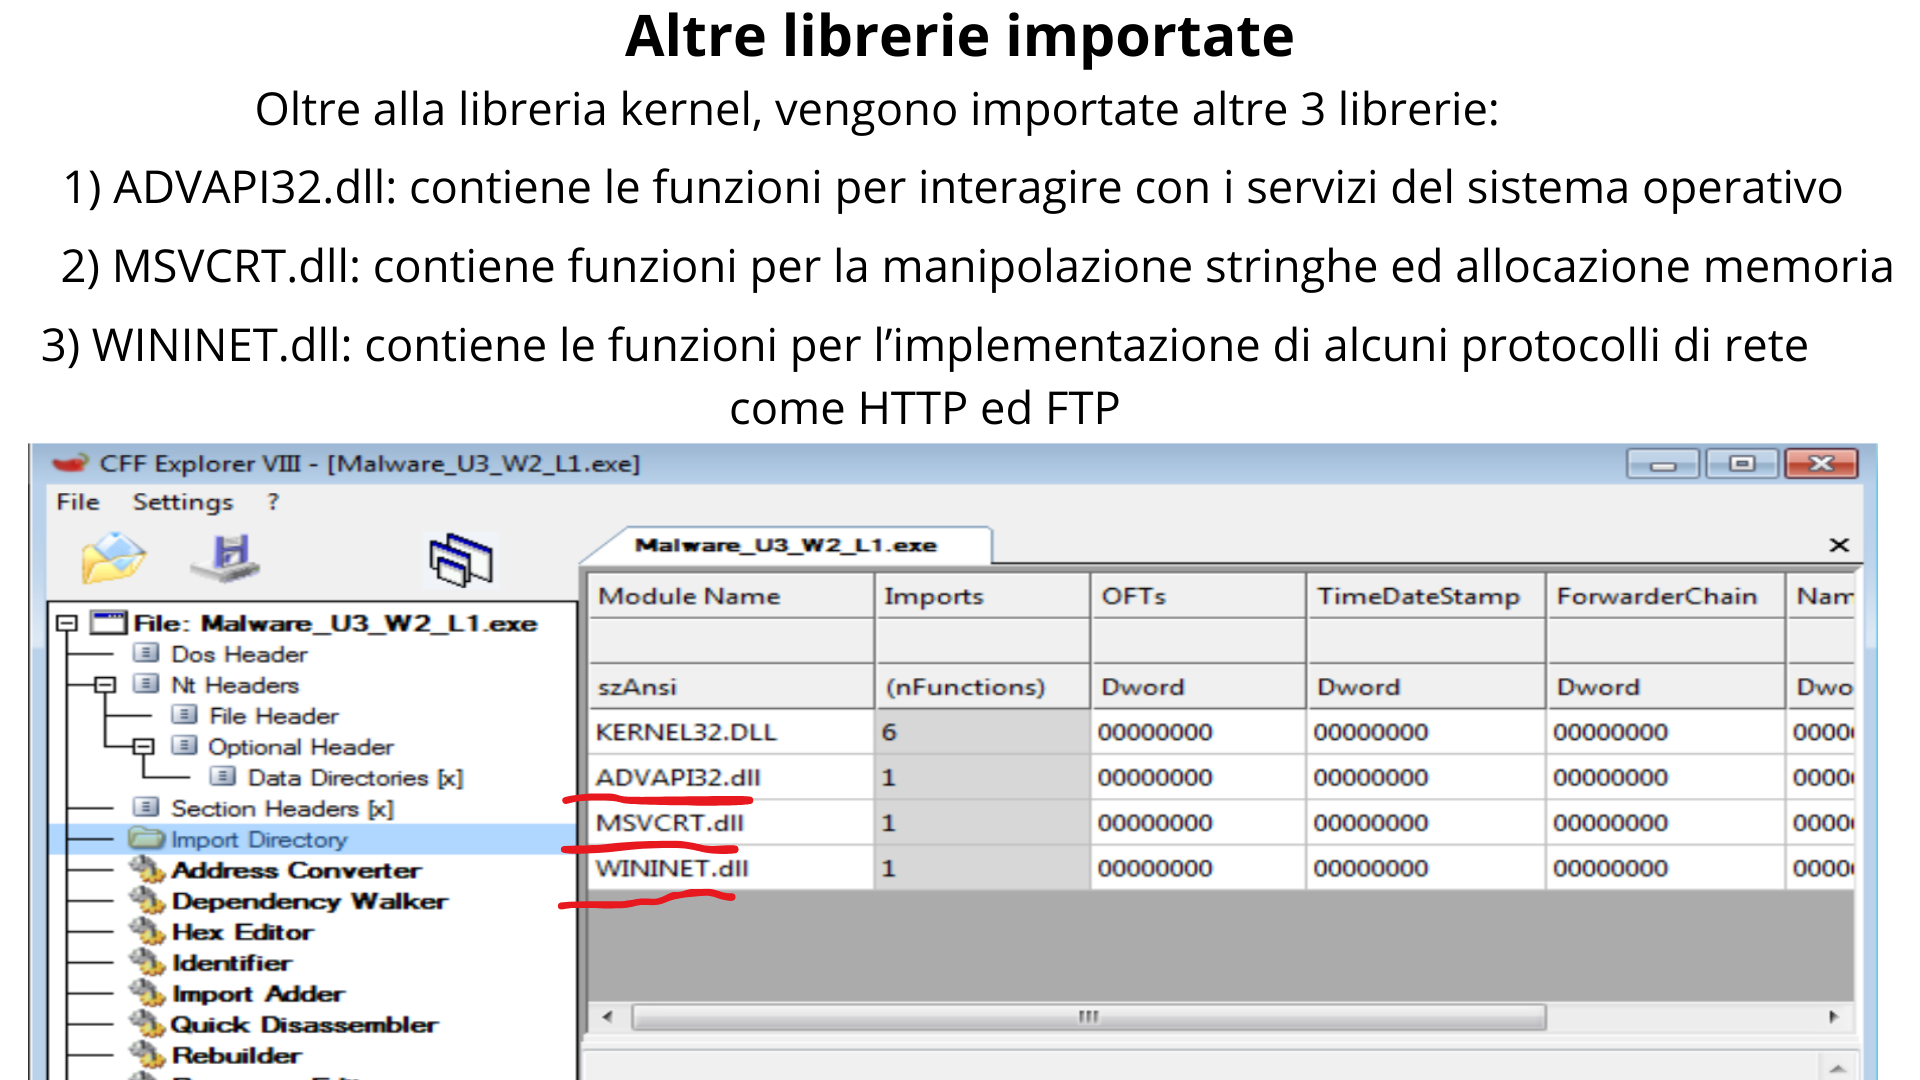 Altre librerie importate
Oltre alla libreria kernel, vengono importate altre 3 librerie:
1) ADVAPI32.dll: contiene le funzioni per interagire con i servizi del sistema operativo
2) MSVCRT.dll: contiene funzioni per la manipolazione stringhe ed allocazione memoria
3) WININET.dll: contiene le funzioni per l’implementazione di alcuni protocolli di rete
come HTTP ed FTP
CFF Explorer VIII - [Malware_U3_W2_L1.exe]
File Settings ?
Malware_U3_W2_L1.exe
File: Malware_U3_W2_L1.exe
Dos Header
Nt Headers
File Header
Optional Header
Data Directories [x]
Section Headers [x]
Import Directory
Address Converter
Dependency Walker
Hex Editor
Identifier
Import Adder
Quick Disassembler
Rebuilder
Module Name Imports OFTs TimeDateStamp ForwarderChain Nam
szAnsi (nFunctions) Dword Dword Dword Dwo
KERNEL32.DLL 6 00000000 00000000 00000000 0000
ADVAPI32.dll 1 00000000 00000000 00000000 0000
MSVCRT.dll 1 00000000 00000000 00000000 0000
WININET.dll 1 00000000 00000000 00000000 0000